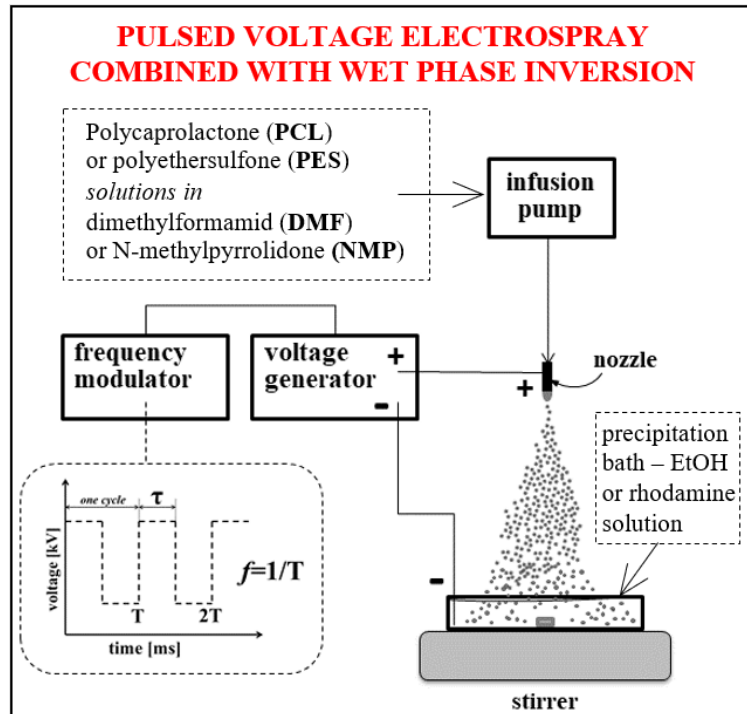 PULSED VOLTAGE ELECTROSPRAY
COMBINED WITH WET PHASE INVERSION
Polycaprolactone (PCL)
or polyethersulfone (PES)
solutions in
dimethylformamid (DMF)
or N-methylpyrrolidone (NMP)
infusion
pump
frequency
modulator
voltage
generator
+
-
+
nozzle
precipitation
bath – EtOH
or rhodamine
solution
-
one cycle
τ
voltage [kV]
f=1/T
T
2T
time [ms]
stirrer